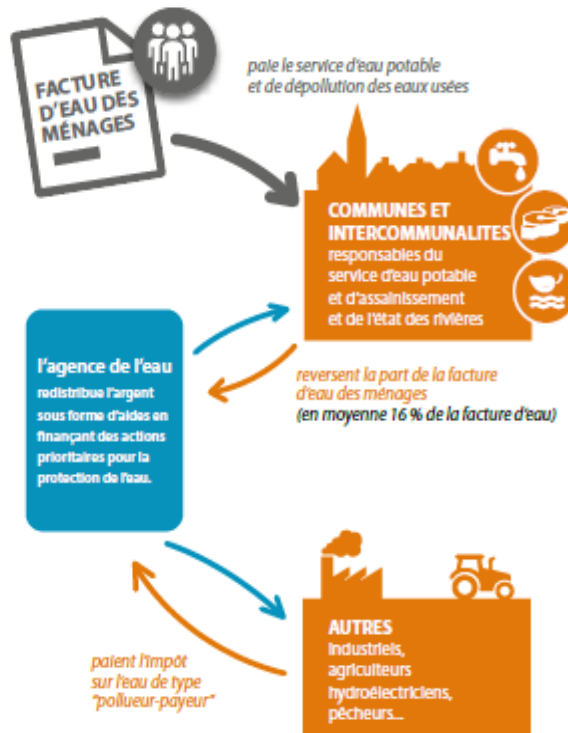 FACTURE
D'EAU DES
MÉNAGES
paie le service d'eau potable
et de dépollution des eaux usées
COMMUNES ET
INTERCOMMUNALITES
responsables du
service d'eau potable
et d'assainissement
et de l'état des rivières
l'agence de l'eau
redistribue l'argent
sous forme d'aides en
finançant des actions
prioritaires pour la
protection de l'eau.
reversent la part de la facture
d'eau des ménages
(en moyenne 16 % de la facture d'eau)
AUTRES
industriels,
agriculteurs
hydroélectriciens,
pêcheurs...
paient l'impôt
sur l'eau de type
"pollueur-payeur"